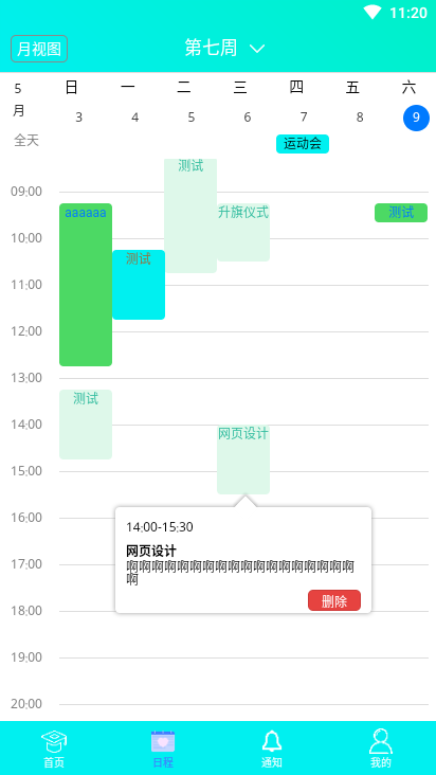 11:20
月视图
第七周
5 日 一 二 三 四 五 六
月
3 4 5 6 7 8 9
全天
运动会
测试
09:00
aaaaaa
升旗仪式
测试
10:00
测试
11:00
12:00
13:00
测试
14:00
网页设计
15:00
16:00
14:00-15:30
网页设计
啊啊啊啊啊啊啊啊啊啊啊啊啊啊啊啊啊啊
啊
17:00
删除
18:00
19:00
20:00
首页 日程 通知 我的